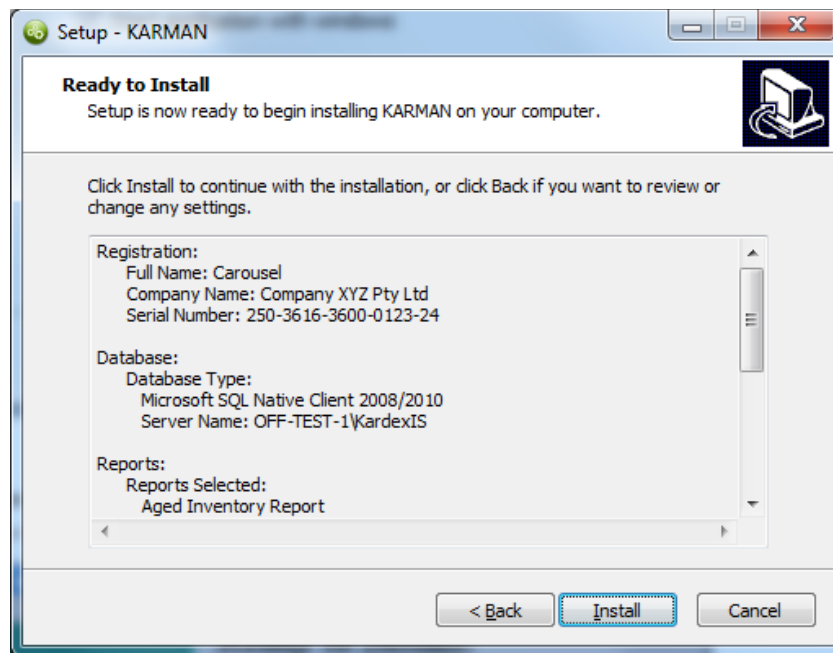 Setup - KARMAN
Ready to Install
Setup is now ready to begin installing KARMAN on your computer.
Click Install to continue with the installation, or click Back if you want to review or
change any settings.
Registration:
Full Name: Carousel
Company Name: Company XYZ Pty Ltd
Serial Number: 250-3616-3600-0123-24
Database:
Database Type:
Microsoft SQL Native Client 2008/2010
Server Name: OFF-TEST-1\KardexIS
Reports:
Reports Selected:
Aged Inventory Report
< Back Install Cancel